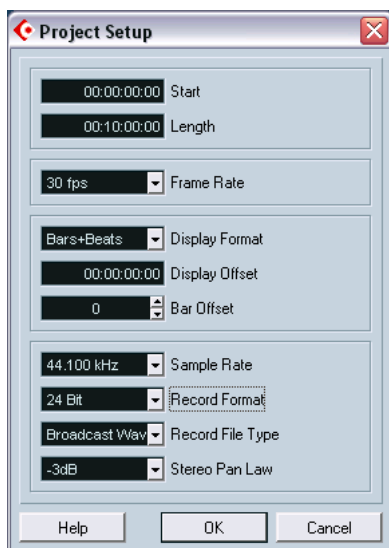 Project Setup
00:00:00:00 Start
00:10:00:00 Length
30 fps Frame Rate
Bars+Beats Display Format
00:00:00:00 Display Offset
0 Bar Offset
44.100 kHz Sample Rate
24 Bit Record Format
Broadcast Wav Record File Type
-3dB Stereo Pan Law
Help OK Cancel